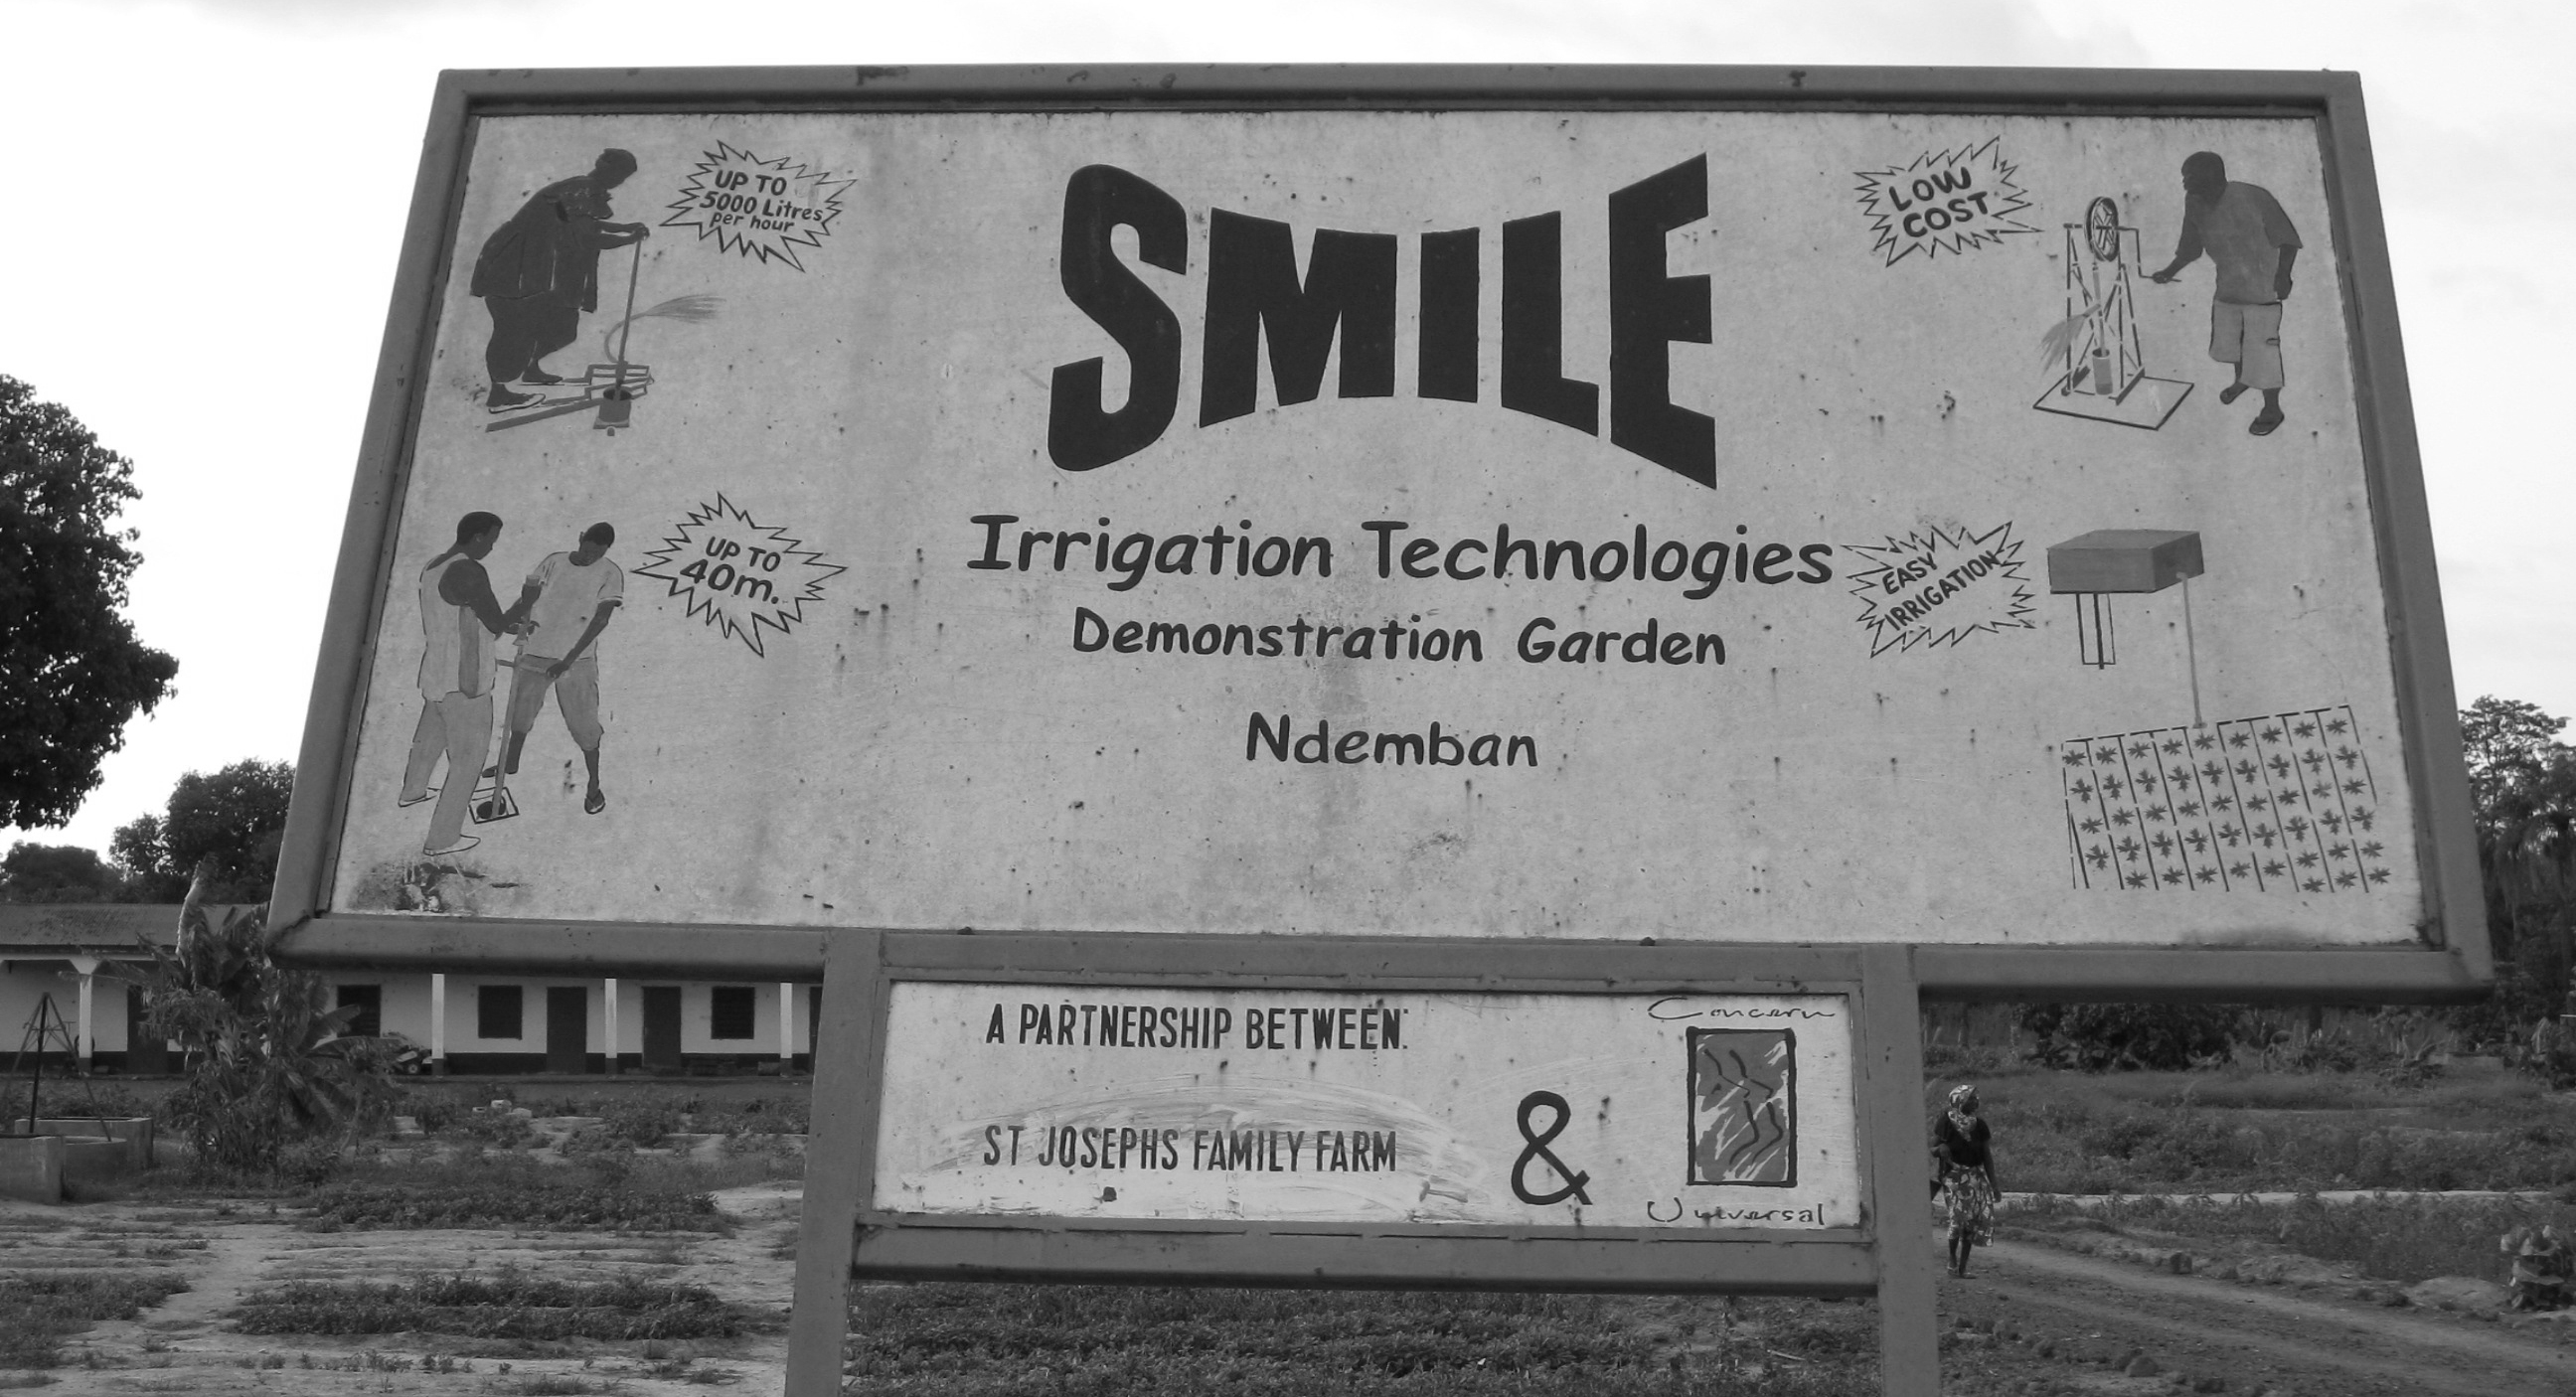 UP TO
5000 Litres
per hour
SMILE
LOW
COST
UP TO
40m.
Irrigation Technologies
Demonstration Garden
Ndemban
EASY
IRRIGATION
A PARTNERSHIP BETWEEN:
ST JOSEPHS FAMILY FARM
&
Concern
Universal